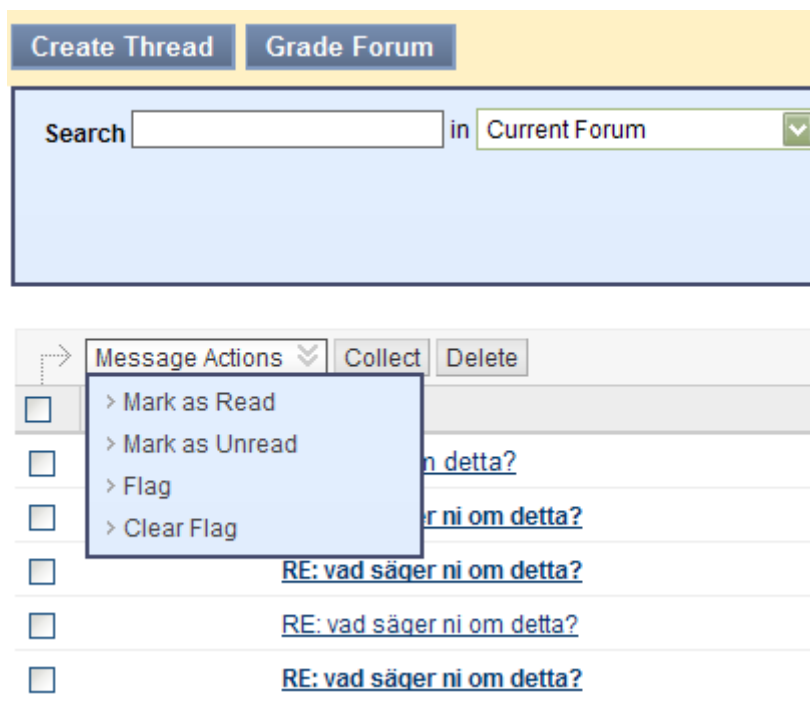 Create Thread Grade Forum
Search in Current Forum
Message Actions Collect Delete
> Mark as Read
> Mark as Unread
> Flag
> Clear Flag
detta?
ni om detta?
RE: vad säger ni om detta?
RE: vad säger ni om detta?
RE: vad säger ni om detta?